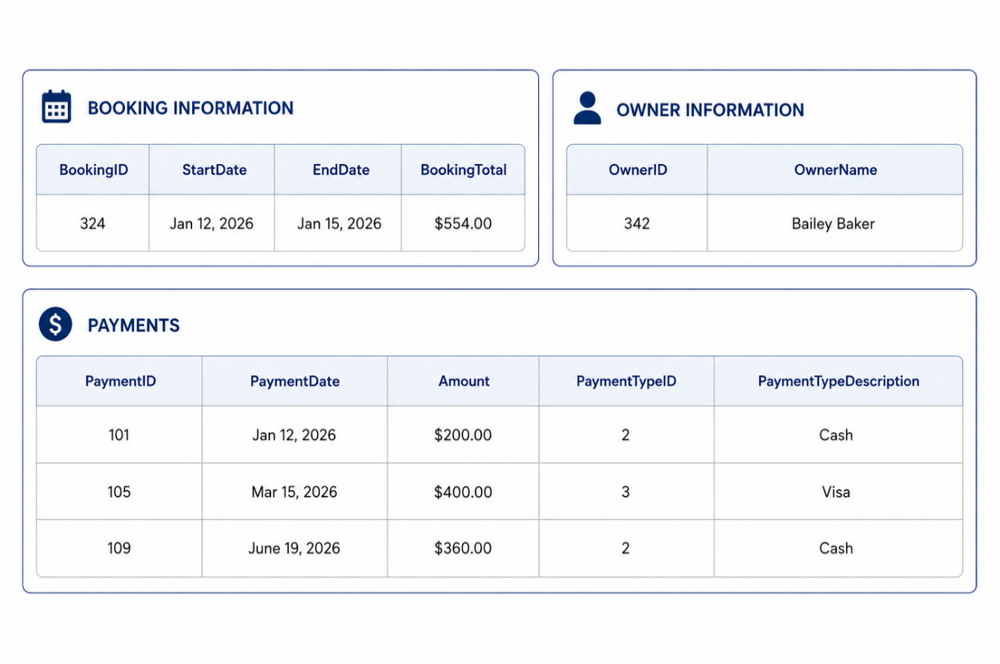 BOOKING INFORMATION
BookingID StartDate EndDate BookingTotal
324 Jan 12, 2026 Jan 15, 2026 $554.00
OWNER INFORMATION
OwnerID OwnerName
342 Bailey Baker
$ PAYMENTS
PaymentID PaymentDate Amount PaymentTypeID PaymentTypeDescription
101 Jan 12, 2026 $200.00 2 Cash
105 Mar 15, 2026 $400.00 3 Visa
109 June 19, 2026 $360.00 2 Cash